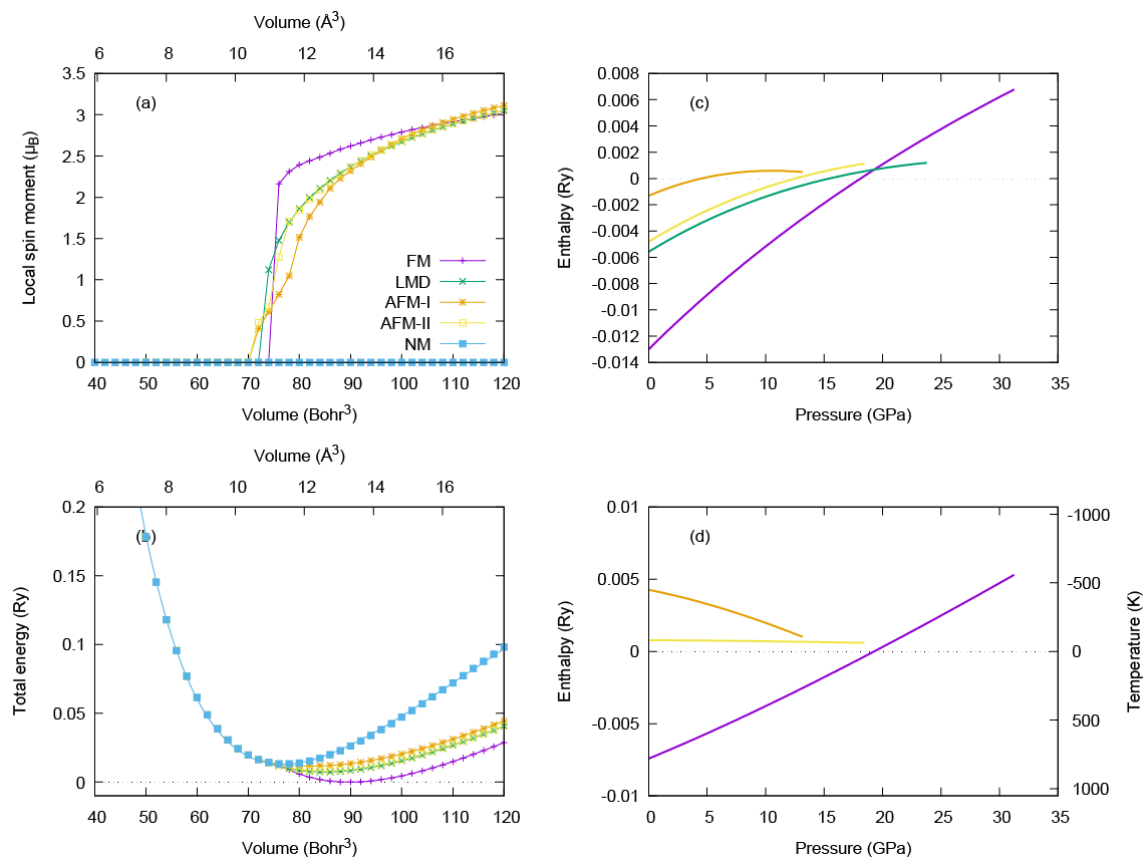 Volume (Å³)
6 8 10 12 14 16
3.5
3
2.5
2
1.5
1
0.5
0
Local spin moment (μB)
(a)
FM
LMD
AFM-I
AFM-II
NM
40 50 60 70 80 90 100 110 120
Volume (Bohr³)
0.008
0.006
0.004
0.002
0
-0.002
-0.004
-0.006
-0.008
-0.01
-0.012
-0.014
Enthalpy (Ry)
(c)
0 5 10 15 20 25 30 35
Pressure (GPa)
Volume (Å³)
6 8 10 12 14 16
0.2
0.15
0.1
0.05
0
Total energy (Ry)
(b)
40 50 60 70 80 90 100 110 120
Volume (Bohr³)
0.01
0.005
0
-0.005
-0.01
Enthalpy (Ry)
(d)
-1000
-500
0
500
1000
Temperature (K)
0 5 10 15 20 25 30 35
Pressure (GPa)